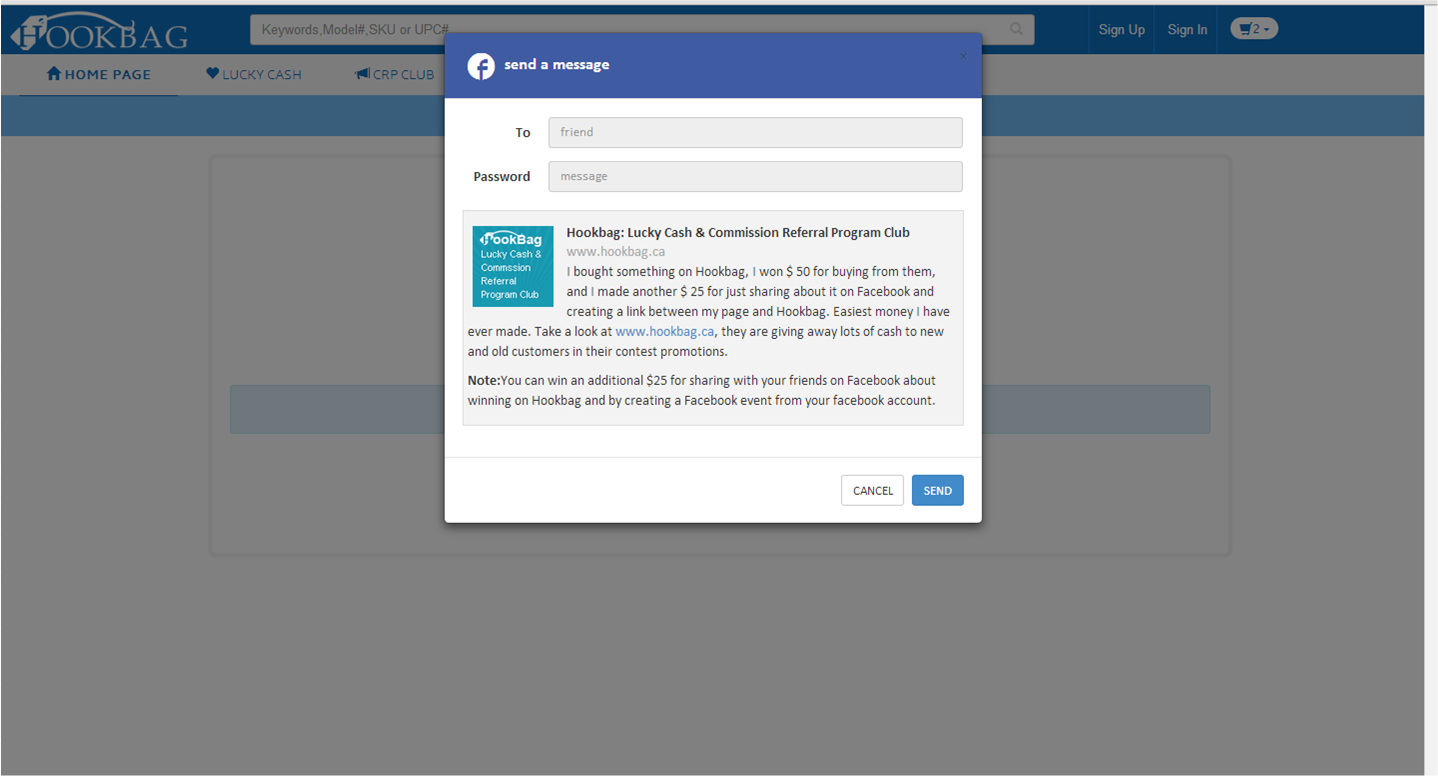 HOOKBAG
Keywords,Model#,SKU or UPC#
Sign Up
Sign In
2
HOME PAGE
LUCKY CASH
CRP CLUB
f
send a message
×
To
friend
Password
message
HookBag
Lucky Cash &
Commssion
Referral
Program Club
Hookbag: Lucky Cash & Commission Referral Program Club
www.hookbag.ca
I bought something on Hookbag, I won $ 50 for buying from them,
and I made another $ 25 for just sharing about it on Facebook and
creating a link between my page and Hookbag. Easiest money I have
ever made. Take a look at www.hookbag.ca, they are giving away lots of cash to new
and old customers in their contest promotions.
Note:You can win an additional $25 for sharing with your friends on Facebook about
winning on Hookbag and by creating a Facebook event from your facebook account.
CANCEL
SEND